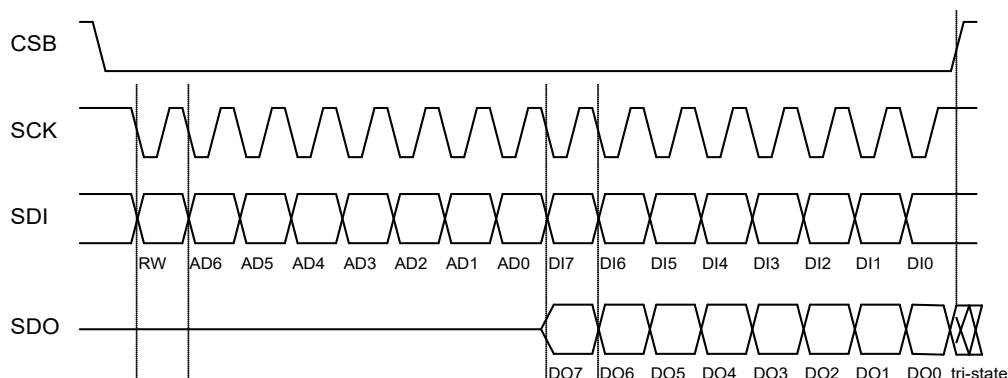 CSB
SCK
SDI
RW AD6 AD5 AD4 AD3 AD2 AD1 AD0 DI7 DI6 DI5 DI4 DI3 DI2 DI1 DI0
SDO
DO7 DO6 DO5 DO4 DO3 DO2 DO1 DO0 tri-state